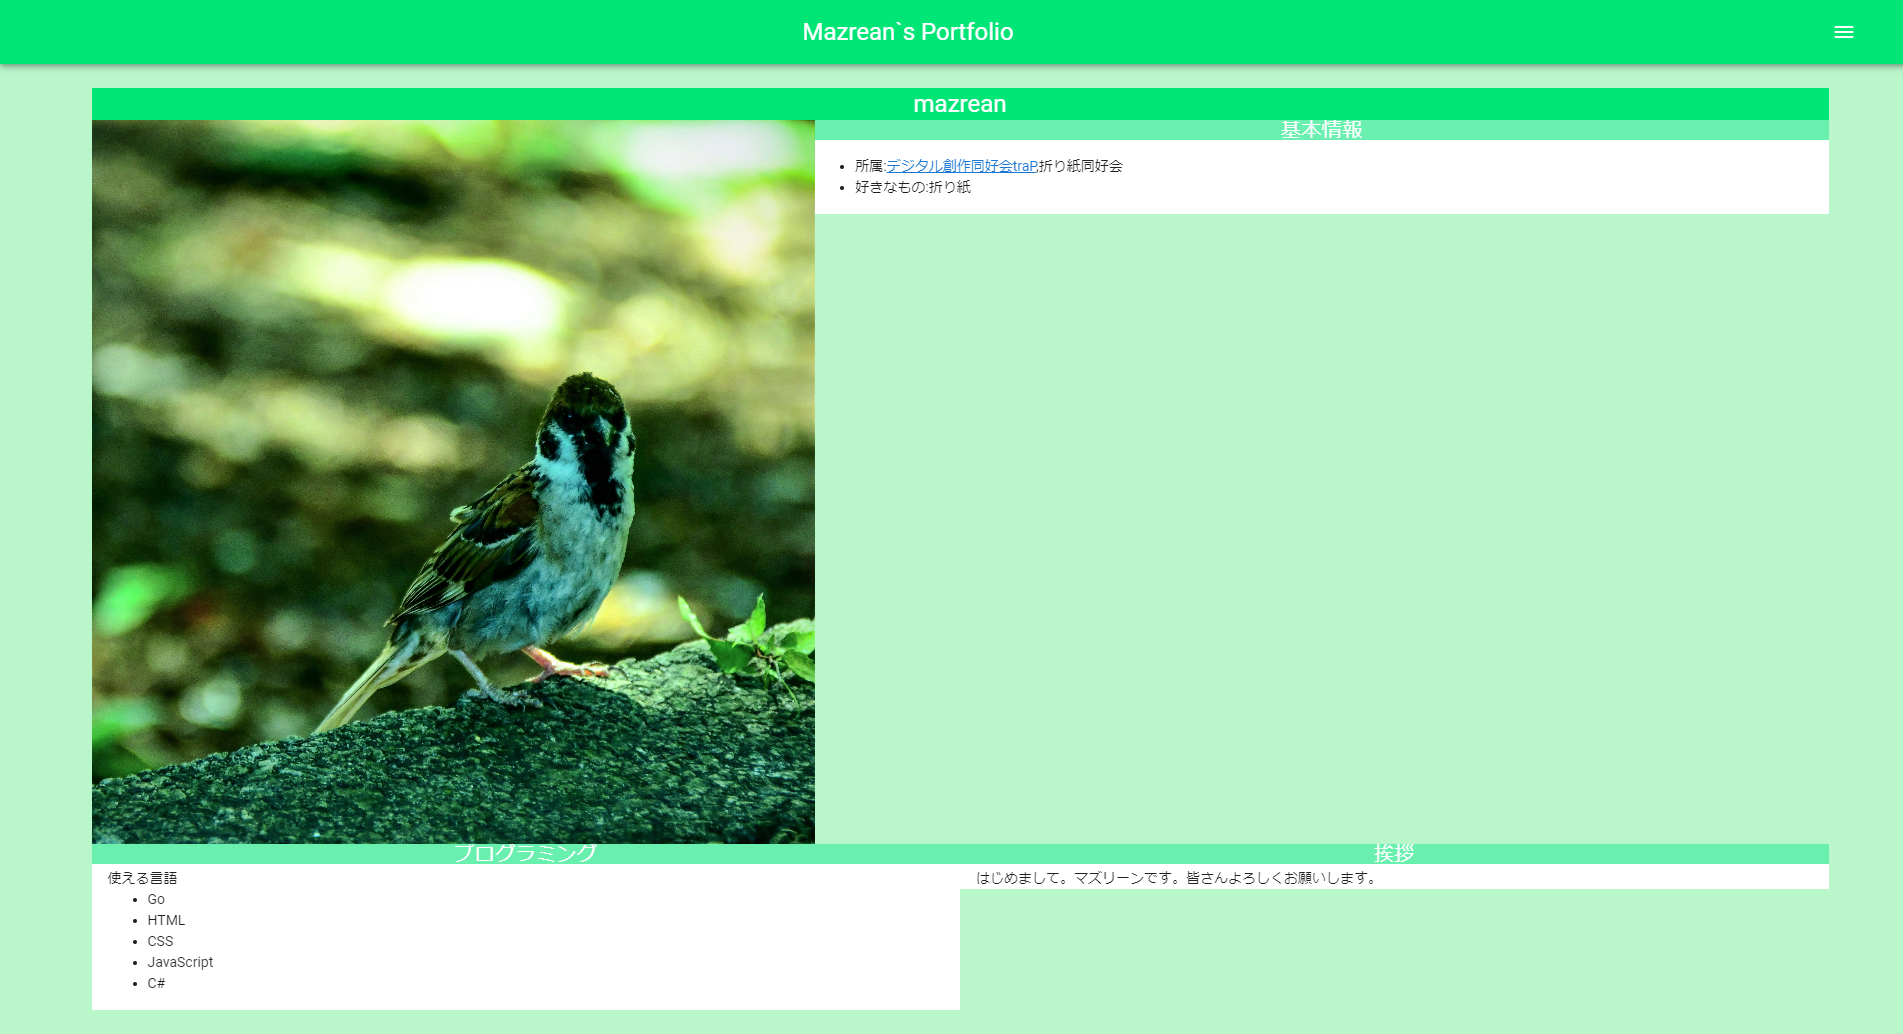 Mazrean`s Portfolio
mazrean
基本情報
所属:デジタル創作同好会traP,折り紙同好会
好きなもの:折り紙
プログラミング
使える言語
Go
HTML
CSS
JavaScript
C#
挨拶
はじめまして。マズリーンです。皆さんよろしくお願いします。